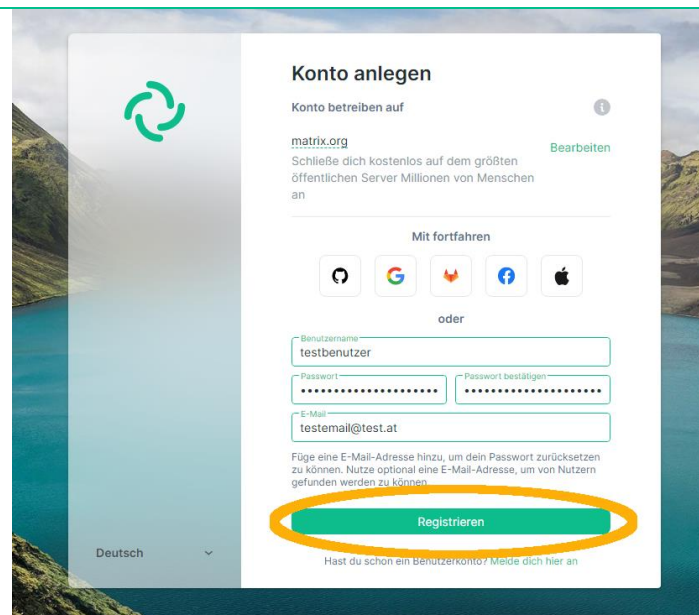 Konto anlegen
Konto betreiben auf
matrix.org
Bearbeiten
Schließe dich kostenlos auf dem größten
öffentlichen Server Millionen von Menschen
an
Mit fortfahren
oder
Benutzername
testbenutzer
Passwort
Passwort bestätigen
E-Mail
testemail@test.at
Füge eine E-Mail-Adresse hinzu, um dein Passwort zurücksetzen
zu können. Nutze optional eine E-Mail-Adresse, um von Nutzern
gefunden werden zu können.
Registrieren
Hast du schon ein Benutzerkonto? Melde dich hier an
Deutsch